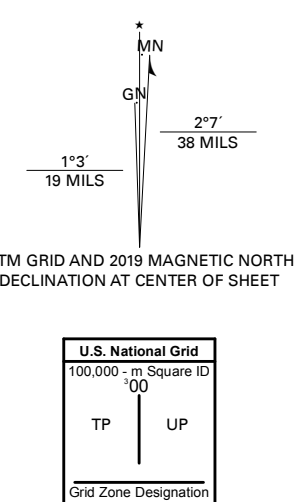 ★
MN
GN
1°3´
19 MILS
2°7´
38 MILS
TM GRID AND 2019 MAGNETIC NORTH
DECLINATION AT CENTER OF SHEET
U.S. National Grid
100,000 - m Square ID
³00
TP
UP
Grid Zone Designation